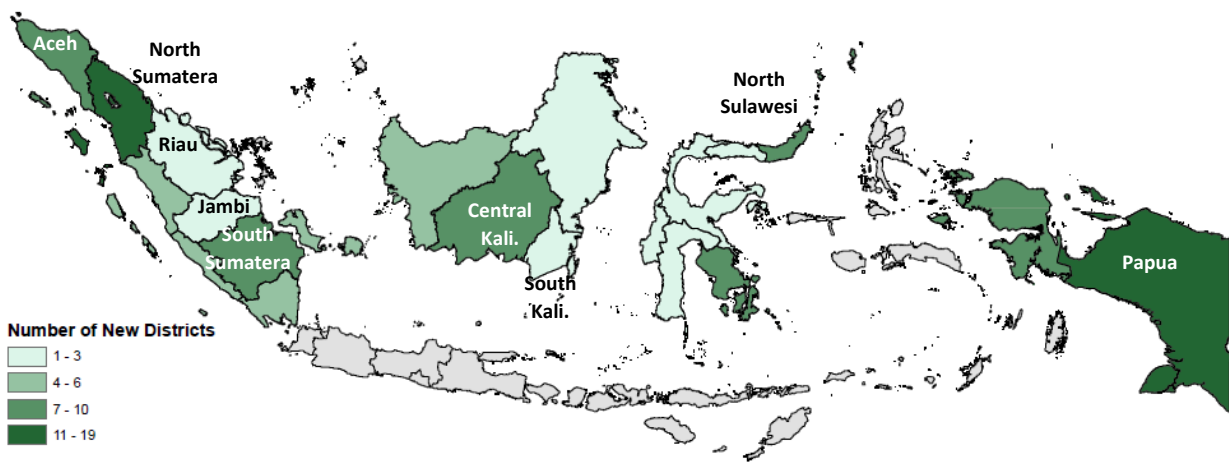 Aceh
North
Sumatera
Riau
Jambi
South
Sumatera
Central
Kali.
South
Kali.
North
Sulawesi
Papua
Number of New Districts
1 - 3
4 - 6
7 - 10
11 - 19